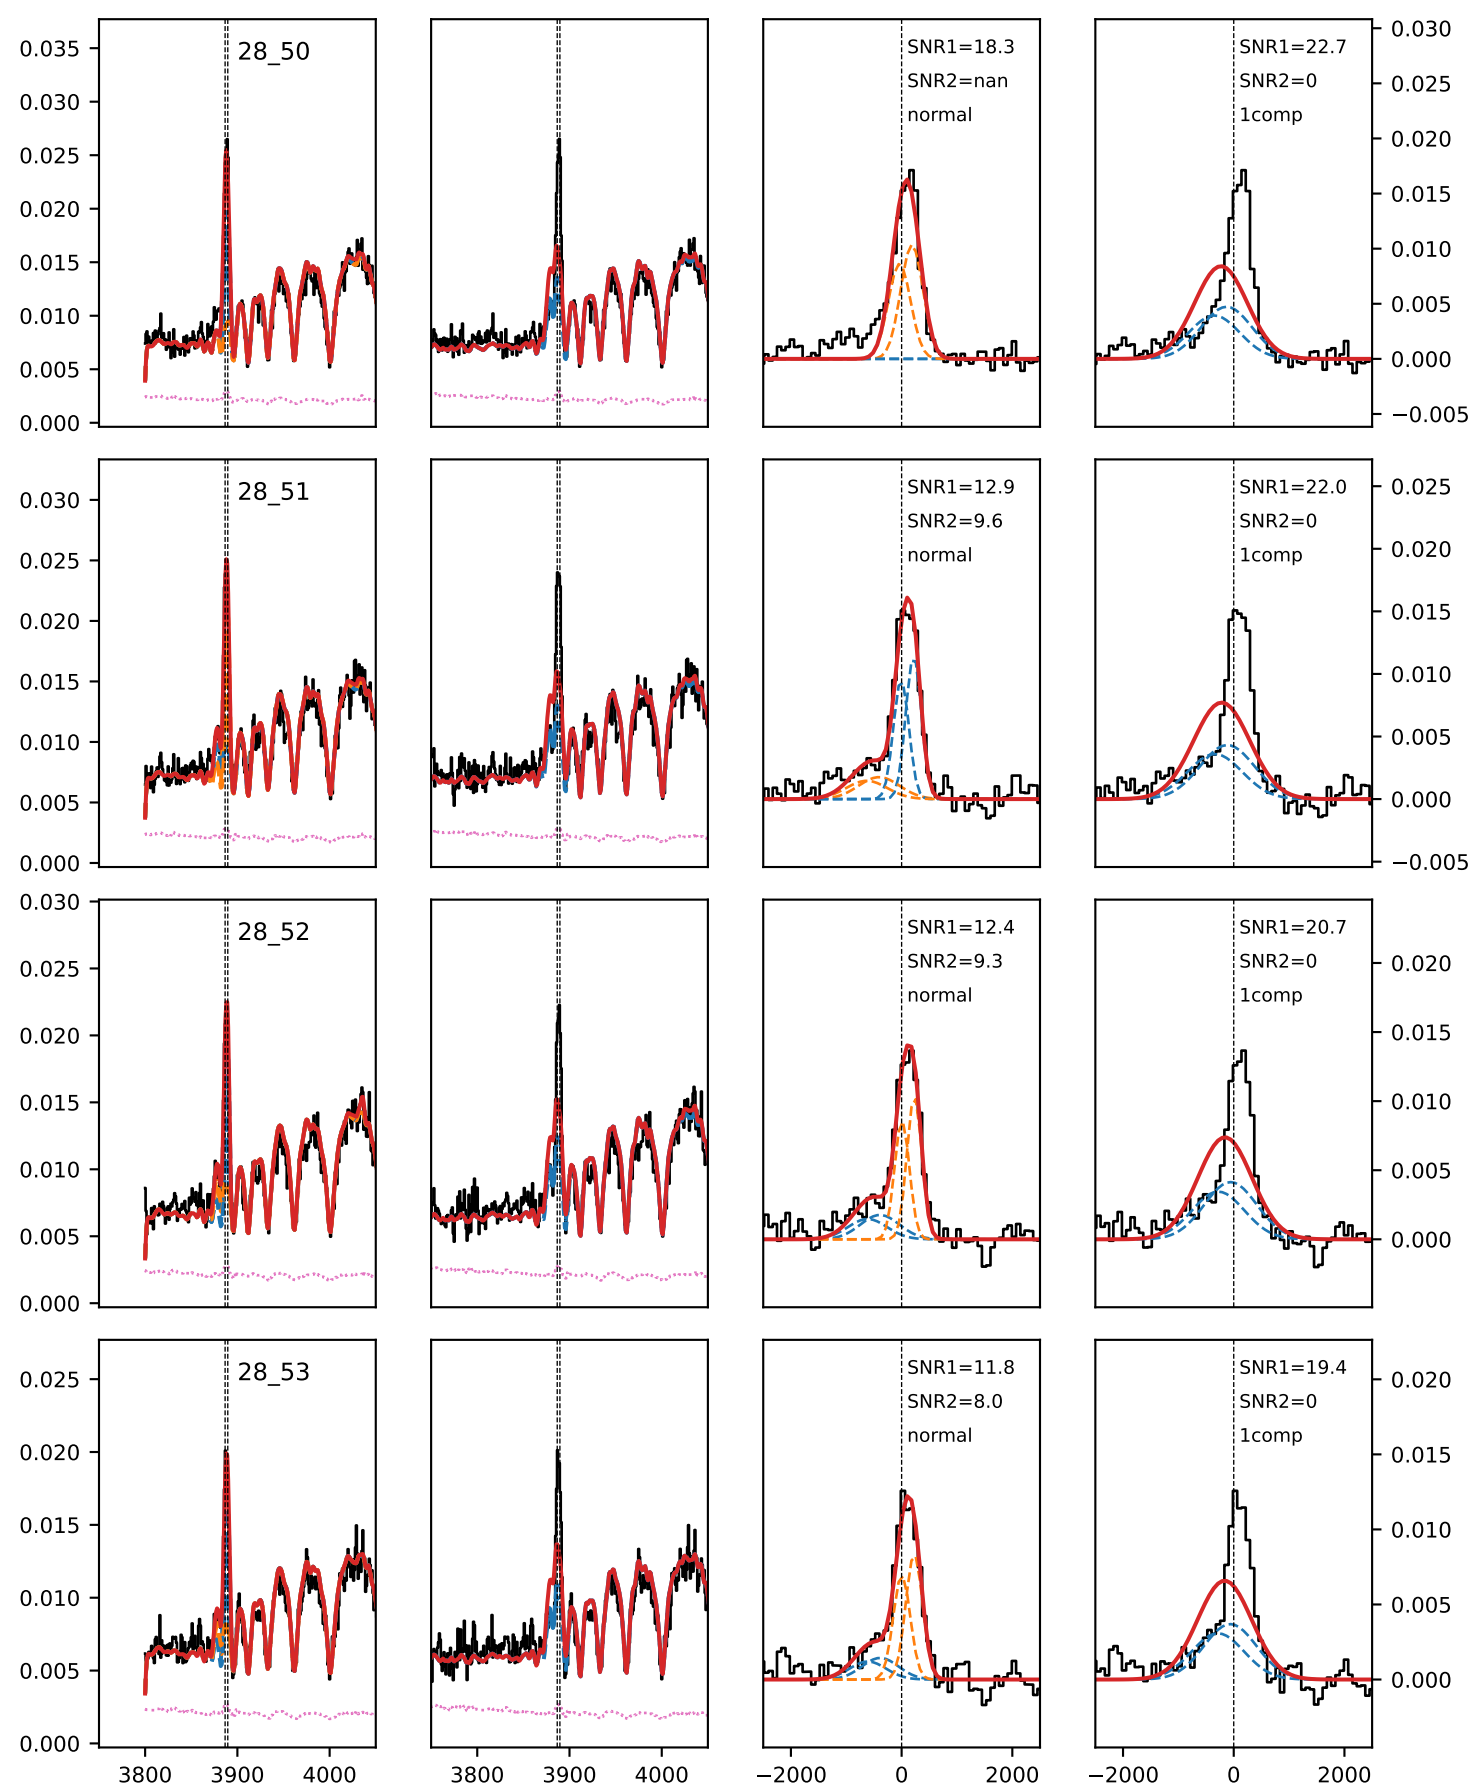 0.035
0.030
0.025
0.020
0.015
0.010
0.005
0.000
28_50
SNR1=18.3
SNR2=nan
normal
SNR1=22.7
SNR2=0
1comp
0.030
0.025
0.020
0.015
0.010
0.005
0.000
−0.005
0.030
0.025
0.020
0.015
0.010
0.005
0.000
28_51
SNR1=12.9
SNR2=9.6
normal
SNR1=22.0
SNR2=0
1comp
0.025
0.020
0.015
0.010
0.005
0.000
−0.005
0.030
0.025
0.020
0.015
0.010
0.005
0.000
28_52
SNR1=12.4
SNR2=9.3
normal
SNR1=20.7
SNR2=0
1comp
0.020
0.015
0.010
0.005
0.000
0.025
0.020
0.015
0.010
0.005
0.000
28_53
SNR1=11.8
SNR2=8.0
normal
SNR1=19.4
SNR2=0
1comp
0.020
0.015
0.010
0.005
0.000
3800 3900 4000
3800 3900 4000
−2000 0 2000
−2000 0 2000